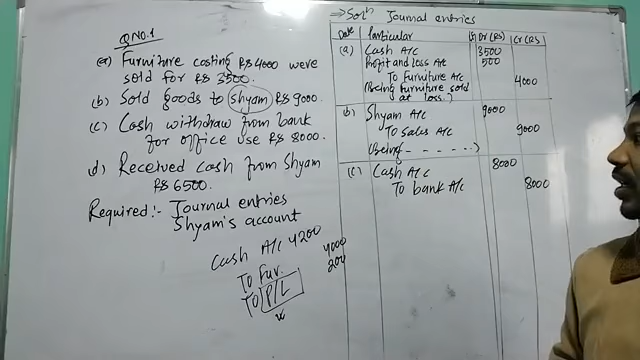 Q.NO.1
(a) Furniture costing RS 4000 were
sold for RS 3500.
(b) Sold goods to Shyam RS 9000.
(c) Cash withdraw from bank
for office use RS 8000.
(d) Received cash from Shyam
RS 6500.
Required:- Journal entries
Shyam's account
Cash A/c 4200
To Fur. 4000
To P/L 200
⇒ Solⁿ Journal entries
Date Particular Dr (RS) Cr (RS)
(a) Cash A/c 3500
Profit and Loss A/c 500
To Furniture A/c 4000
(Being furniture sold
at loss.)
b) Shyam A/c 9000
To Sales A/c 9000
(Being - - - - - ..)
(c) Cash A/c 8000
To bank A/c 8000